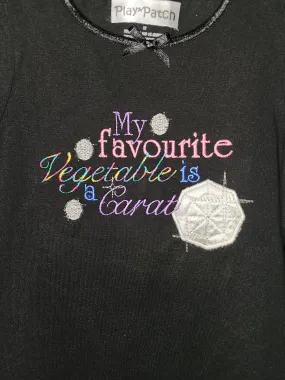 Play'n'Patch
My
favourite
Vegetable is
a Carat